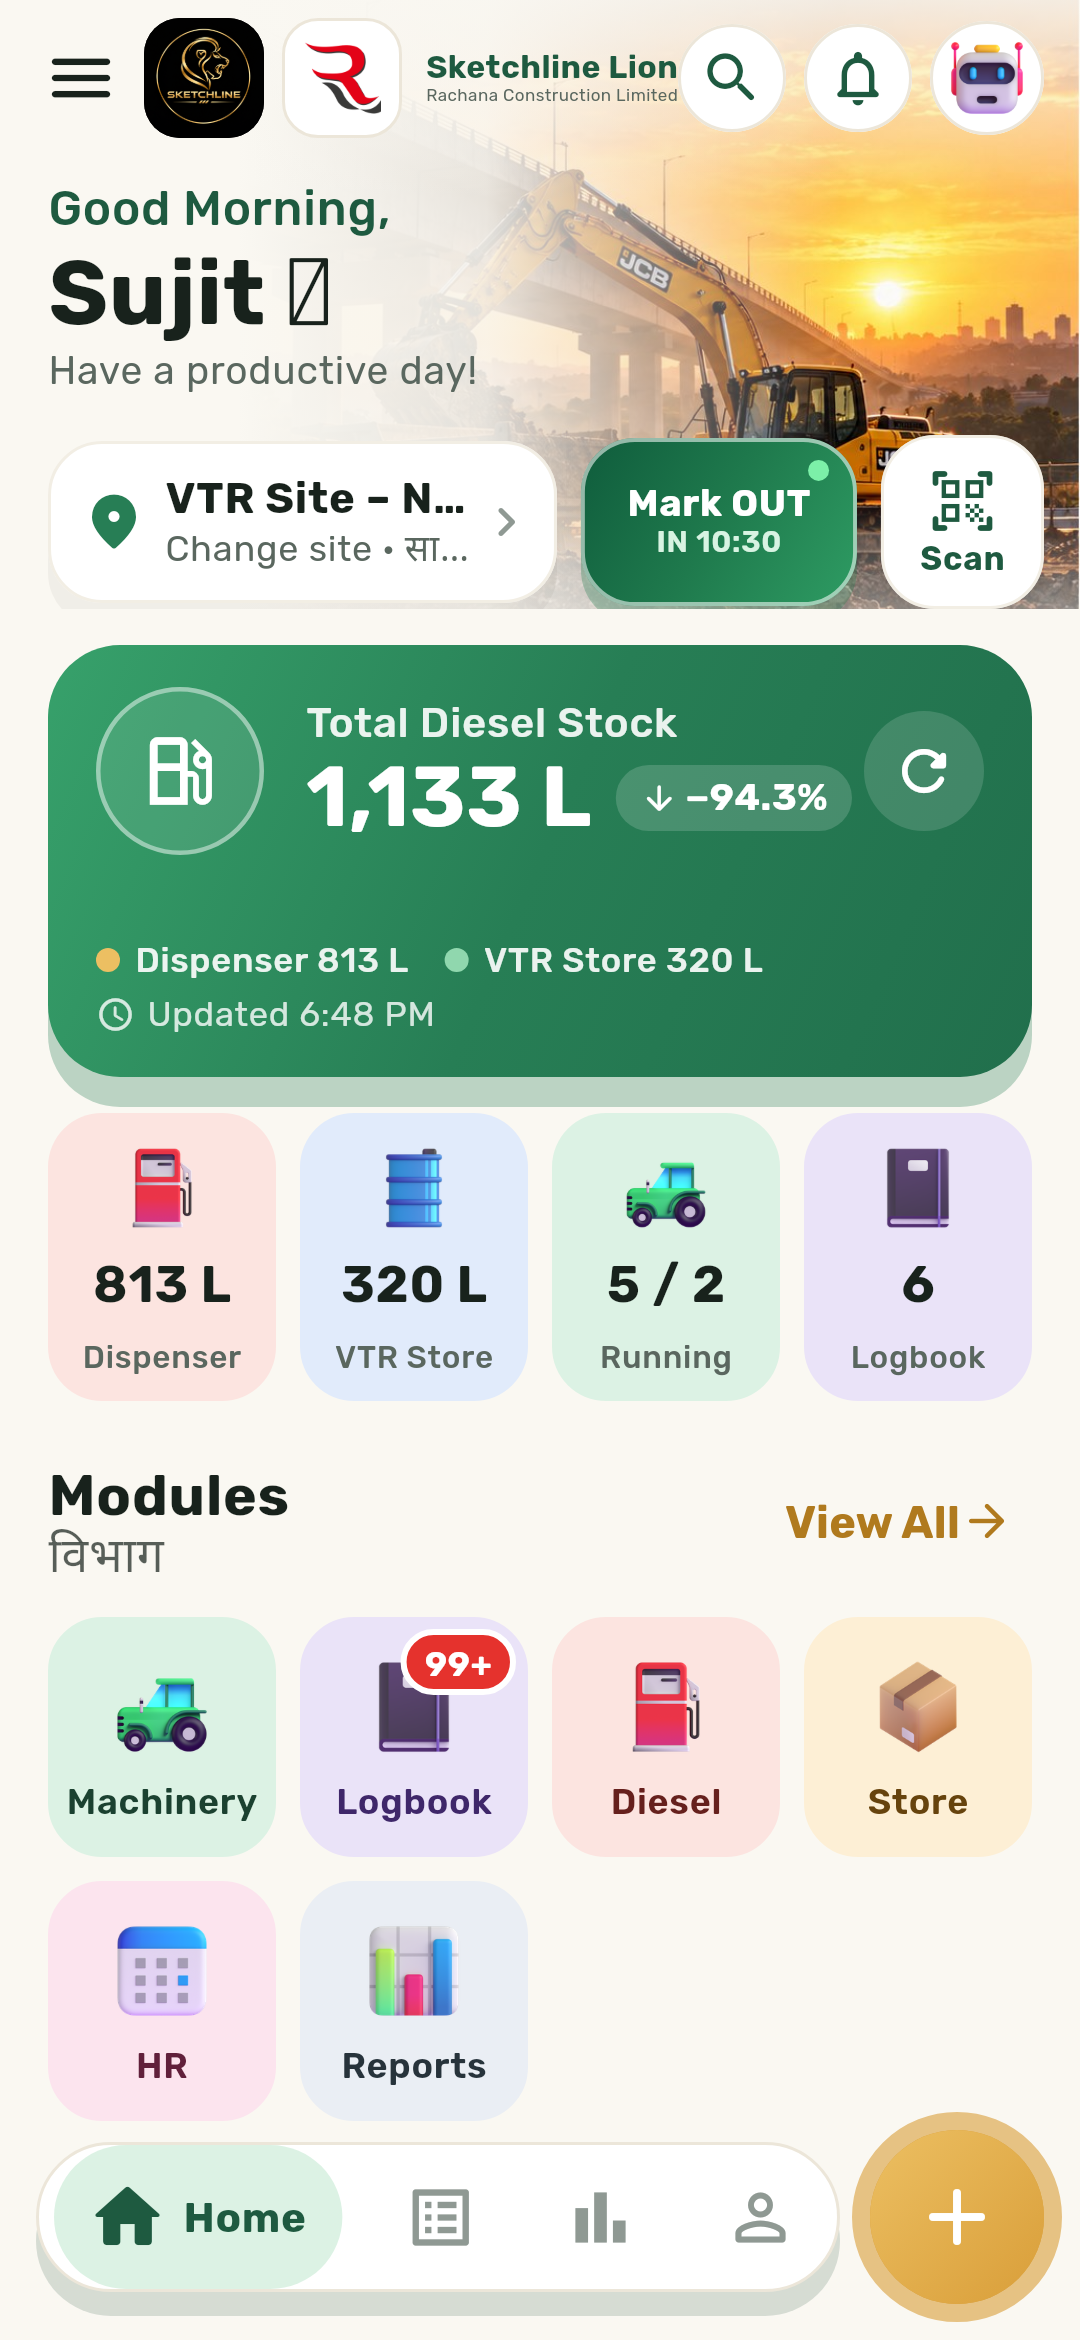 SKETCHLINE
Sketchline Lion
Rachana Construction Limited
Good Morning,
Sujit
Have a productive day!
JCB
VTR Site – N...
Change site • सा...
Mark OUT
IN 10:30
Scan
Total Diesel Stock
1,133 L
↓ −94.3%
Dispenser 813 L
VTR Store 320 L
Updated 6:48 PM
813 L
Dispenser
320 L
VTR Store
5 / 2
Running
6
Logbook
Modules
विभाग
View All →
Machinery
99+
Logbook
Diesel
Store
HR
Reports
Home